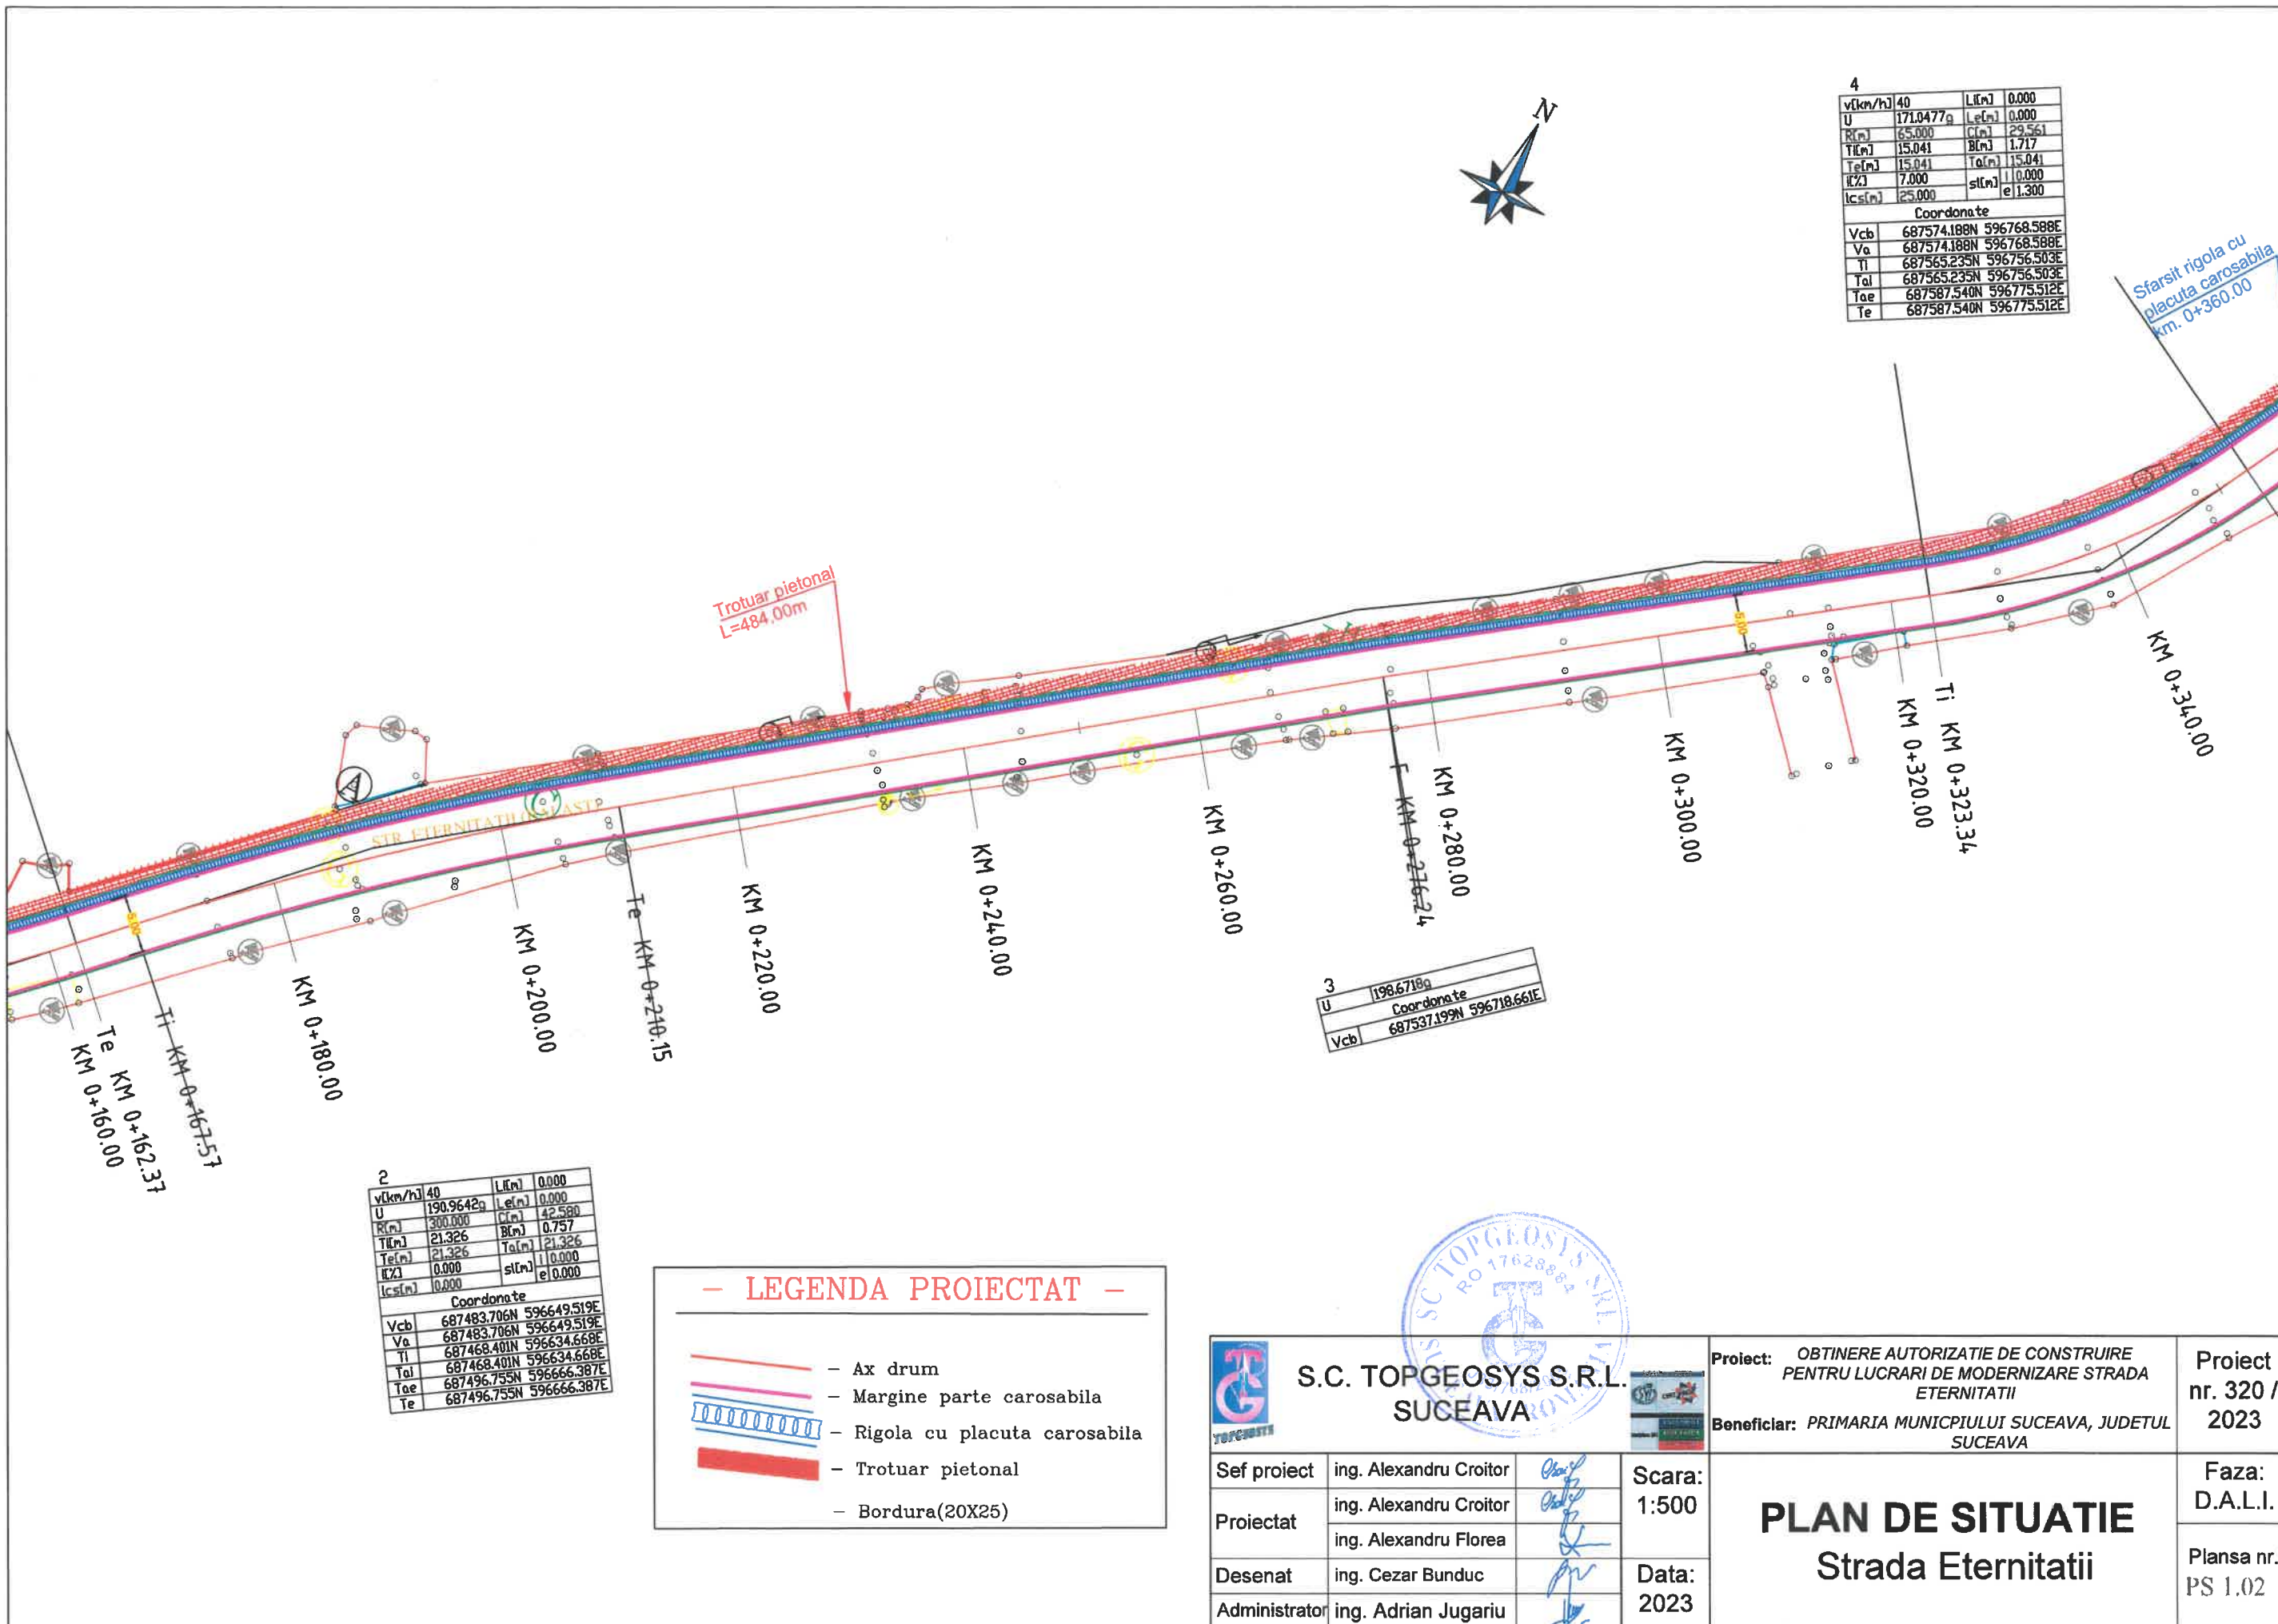 N
4
v[km/h] 40 Li[m] 0.000
U 171.0477g Le[m] 0.000
R[m] 65.000 C[m] 29.561
Ti[m] 15.041 B[m] 1.717
Te[m] 15.041 Ta[m] 15.041
i[%] 7.000 sl[m] i 0.000
lcs[m] 25.000 e 1.300
Coordonate
Vcb 687574.188N 596768.588E
Va 687574.188N 596768.588E
Ti 687565.235N 596756.503E
Tai 687565.235N 596756.503E
Tae 687587.540N 596775.512E
Te 687587.540N 596775.512E
Sfarsit rigola cu
placuta carosabila
km. 0+360.00
Trotuar pietonal
L=484,00m
A
5.00
5.00
KM 0+160.00
Te KM 0+162.37
Ti KM 0+167.57
KM 0+180.00
KM 0+200.00
Te KM 0+210.15
KM 0+220.00
KM 0+240.00
KM 0+260.00
F KM 0+276.24
KM 0+280.00
KM 0+300.00
KM 0+320.00
Ti KM 0+323.34
KM 0+340.00
STR. ETERNITATII
3
U 198.6718g
Coordonate
Vcb 687537.199N 596718.661E
2
v[km/h] 40 Li[m] 0.000
U 190.9642g Le[m] 0.000
R[m] 300.000 C[m] 42.580
Ti[m] 21.326 B[m] 0.757
Te[m] 21.326 Ta[m] 21.326
i[%] 0.000 sl[m] i 0.000
lcs[m] 0.000 e 0.000
Coordonate
Vcb 687483.706N 596649.519E
Va 687483.706N 596649.519E
Ti 687468.401N 596634.668E
Tai 687468.401N 596634.668E
Tae 687496.755N 596666.387E
Te 687496.755N 596666.387E
- LEGENDA PROIECTAT -
- Ax drum
- Margine parte carosabila
- Rigola cu placuta carosabila
- Trotuar pietonal
- Bordura(20X25)
SC TOPGEOSYS SRL
RO 17628884
TOPGEOSYS
S.C. TOPGEOSYS S.R.L.
SUCEAVA
Proiect: OBTINERE AUTORIZATIE DE CONSTRUIRE
PENTRU LUCRARI DE MODERNIZARE STRADA
ETERNITATII
Beneficiar: PRIMARIA MUNICPIULUI SUCEAVA, JUDETUL
SUCEAVA
Proiect
nr. 320 /
2023
Sef proiect ing. Alexandru Croitor
Proiectat ing. Alexandru Croitor
ing. Alexandru Florea
Desenat ing. Cezar Bunduc
Administrator ing. Adrian Jugariu
Scara:
1:500
Data:
2023
PLAN DE SITUATIE
Strada Eternitatii
Faza:
D.A.L.I.
Plansa nr.
PS 1.02